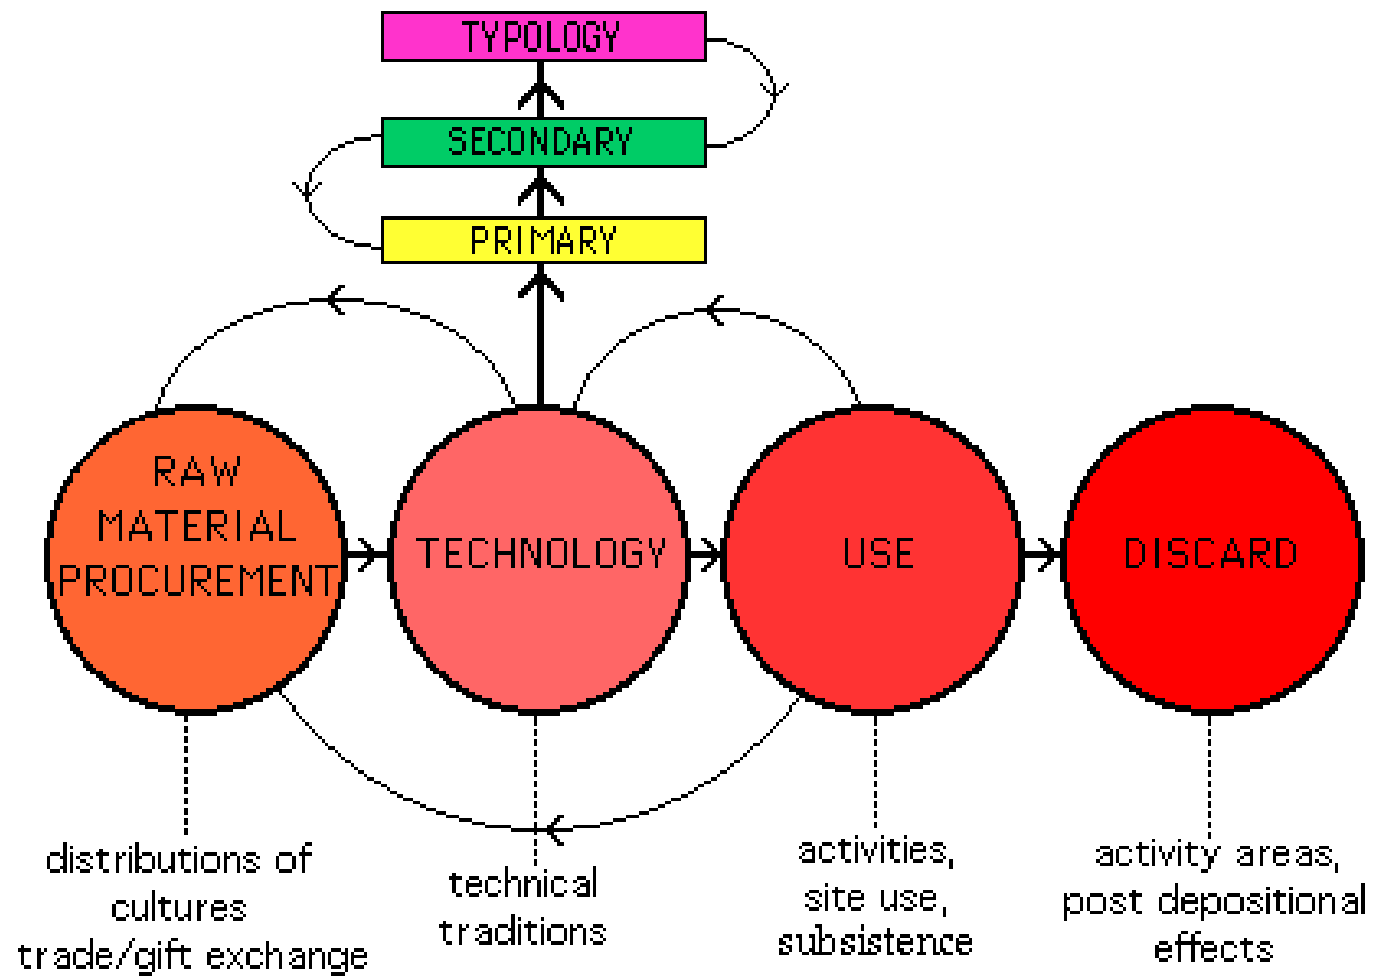 TYPOLOGY
SECONDARY
PRIMARY
RAW
MATERIAL
PROCUREMENT
TECHNOLOGY
USE
DISCARD
distributions of
cultures
trade/gift exchange
technical
traditions
activities,
site use,
subsistence
activity areas,
post depositional
effects